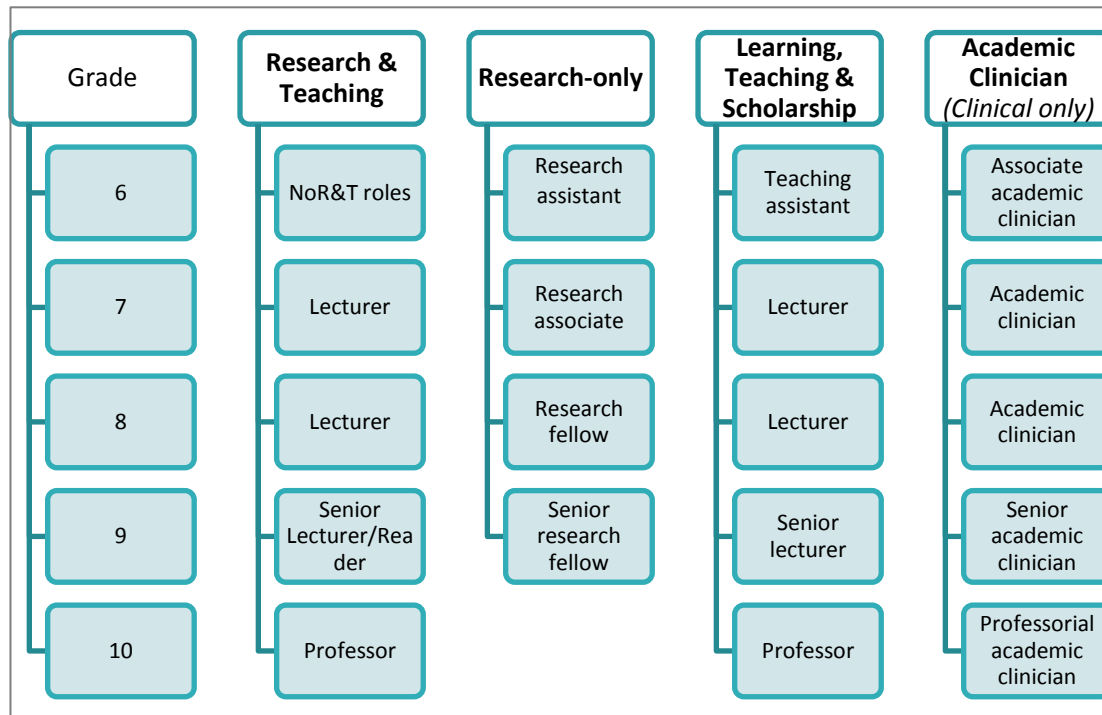 Grade
6
7
8
9
10
Research &
Teaching
NoR&T roles
Lecturer
Lecturer
Senior
Lecturer/Rea
der
Professor
Research-only
Research
assistant
Research
associate
Research
fellow
Senior
research
fellow
Learning,
Teaching &
Scholarship
Teaching
assistant
Lecturer
Lecturer
Senior
lecturer
Professor
Academic
Clinician
(Clinical only)
Associate
academic
clinician
Academic
clinician
Academic
clinician
Senior
academic
clinician
Professorial
academic
clinician